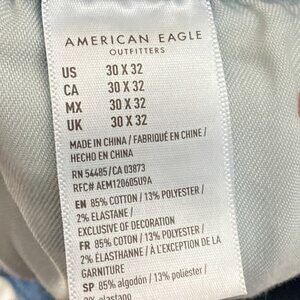 AMERICAN EAGLE
OUTFITTERS
US 30 X 32
CA 30 X 32
MX 30 X 32
UK 30 X 32
MADE IN CHINA / FABRIQUÉ EN CHINE /
HECHO EN CHINA
RN 54485 / CA 03873
RFC# AEM120605U9A
EN 85% COTTON / 13% POLYESTER /
2% ELASTANE /
EXCLUSIVE OF DECORATION
FR 85% COTON / 13% POLYESTER /
2% ÉLASTHANNE / À L'EXCEPTION DE LA
GARNITURE
SP 85% algodón / 13% poliéster /
2% elastano